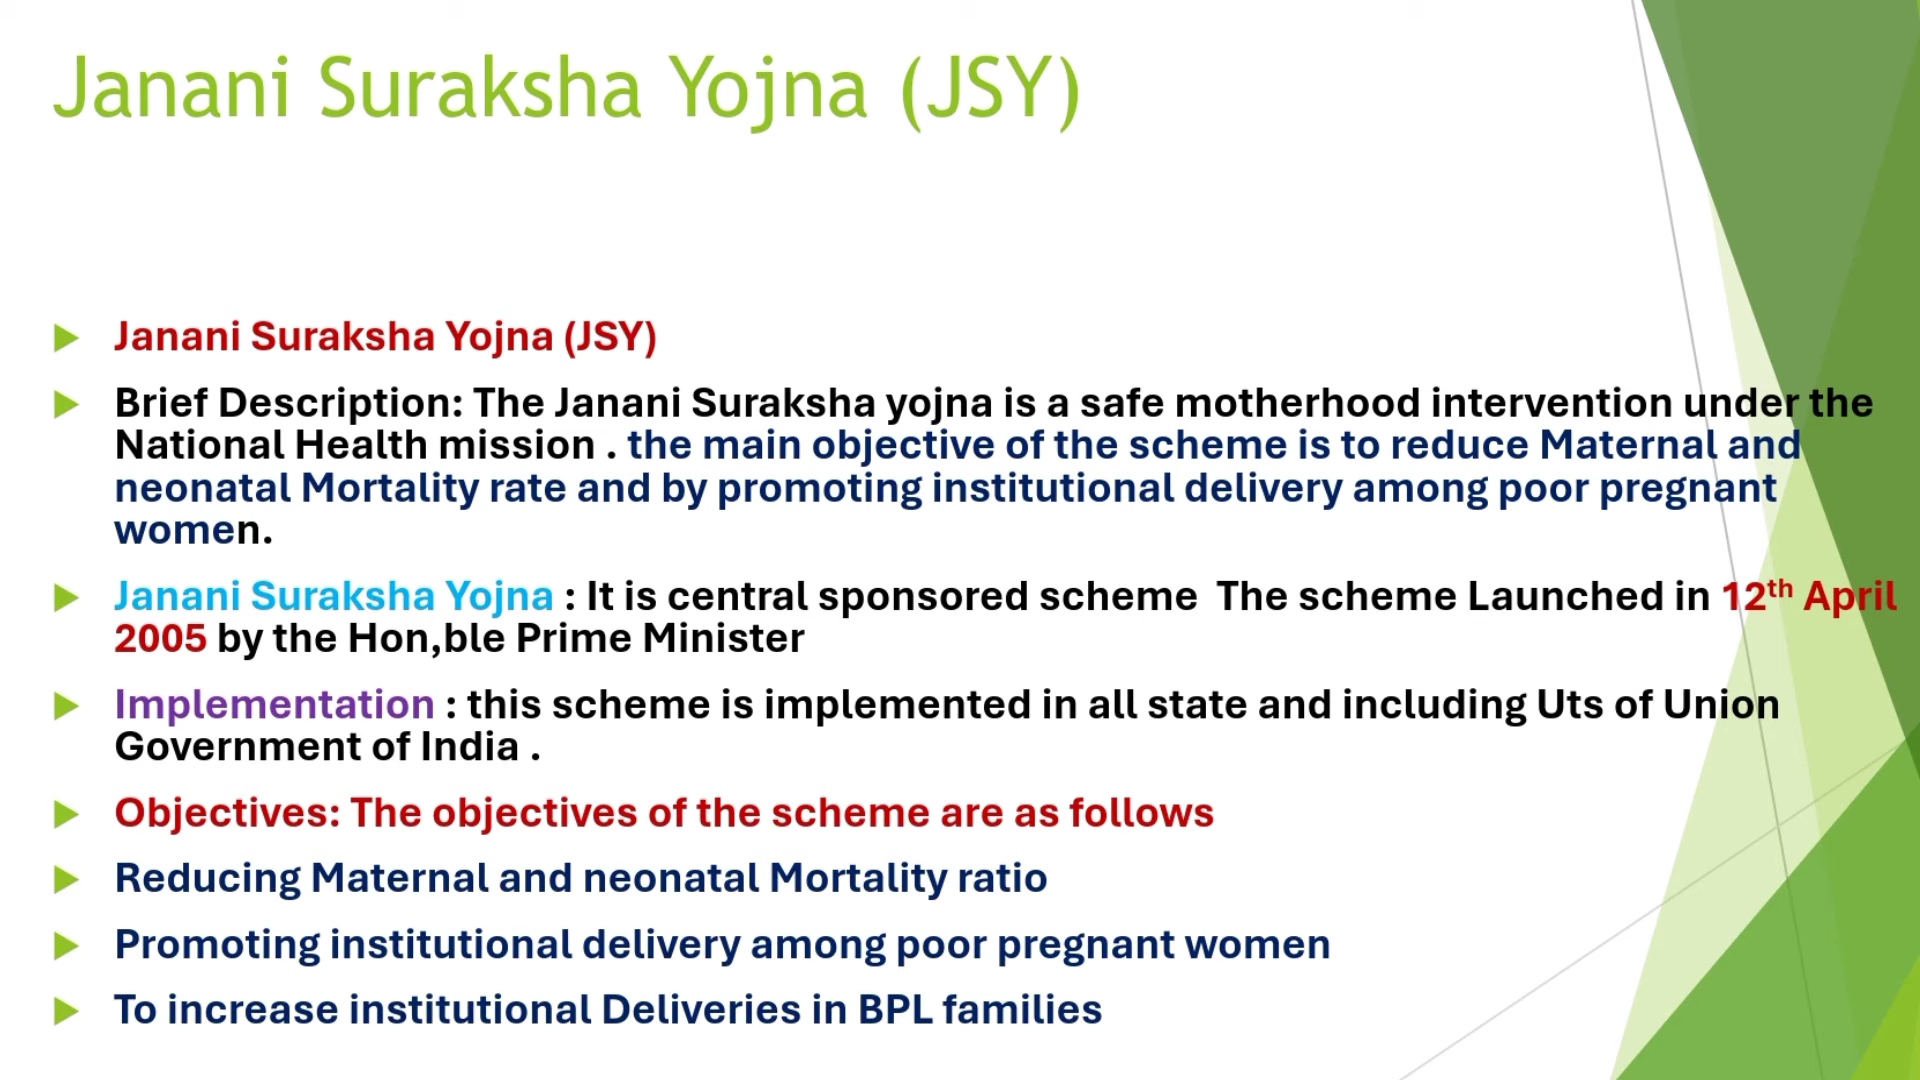 Janani Suraksha Yojna (JSY)
Janani Suraksha Yojna (JSY)
Brief Description: The Janani Suraksha yojna is a safe motherhood intervention under the
National Health mission . the main objective of the scheme is to reduce Maternal and
neonatal Mortality rate and by promoting institutional delivery among poor pregnant
women.
Janani Suraksha Yojna : It is central sponsored scheme  The scheme Launched in 12th April
2005 by the Hon,ble Prime Minister
Implementation : this scheme is implemented in all state and including Uts of Union
Government of India .
Objectives: The objectives of the scheme are as follows
Reducing Maternal and neonatal Mortality ratio
Promoting institutional delivery among poor pregnant women
To increase institutional Deliveries in BPL families